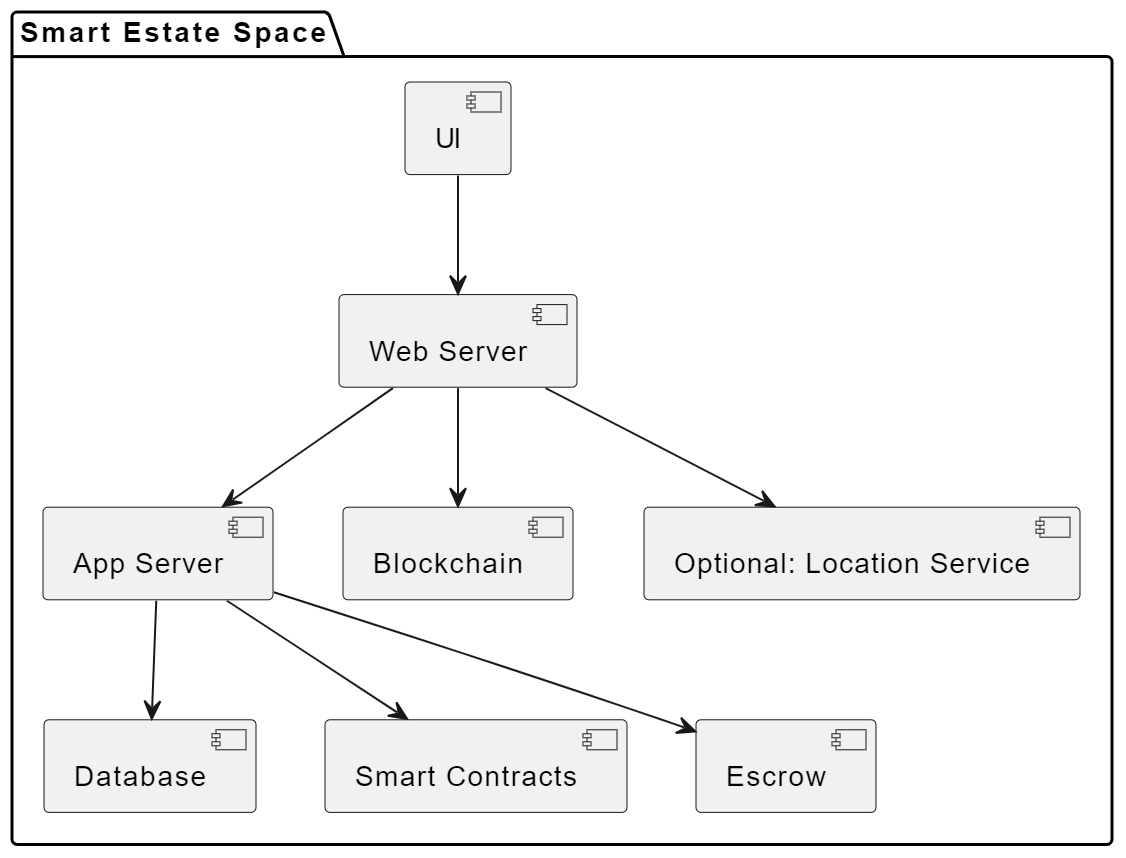 Smart Estate Space
UI
Web Server
App Server
Blockchain
Optional: Location Service
Database
Smart Contracts
Escrow